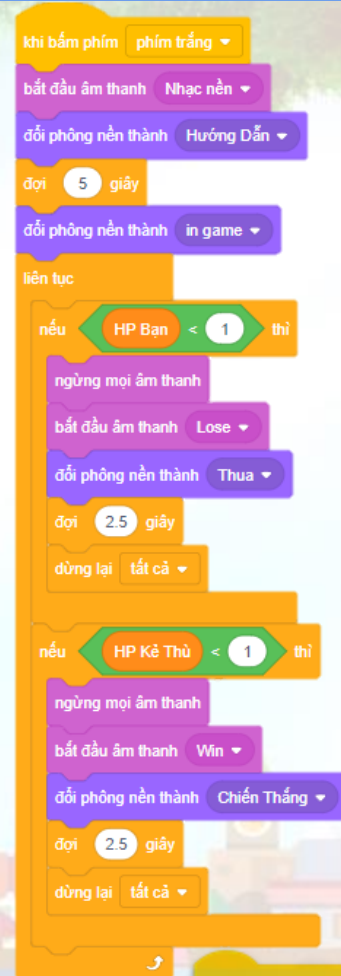 khi bấm phím phím trắng
bắt đầu âm thanh Nhạc nền
đổi phông nền thành Hướng Dẫn
đợi 5 giây
đổi phông nền thành in game
liên tục
nếu HP Bạn < 1 thì
ngừng mọi âm thanh
bắt đầu âm thanh Lose
đổi phông nền thành Thua
đợi 2.5 giây
dừng lại tất cả
nếu HP Kẻ Thù < 1 thì
ngừng mọi âm thanh
bắt đầu âm thanh Win
đổi phông nền thành Chiến Thắng
đợi 2.5 giây
dừng lại tất cả